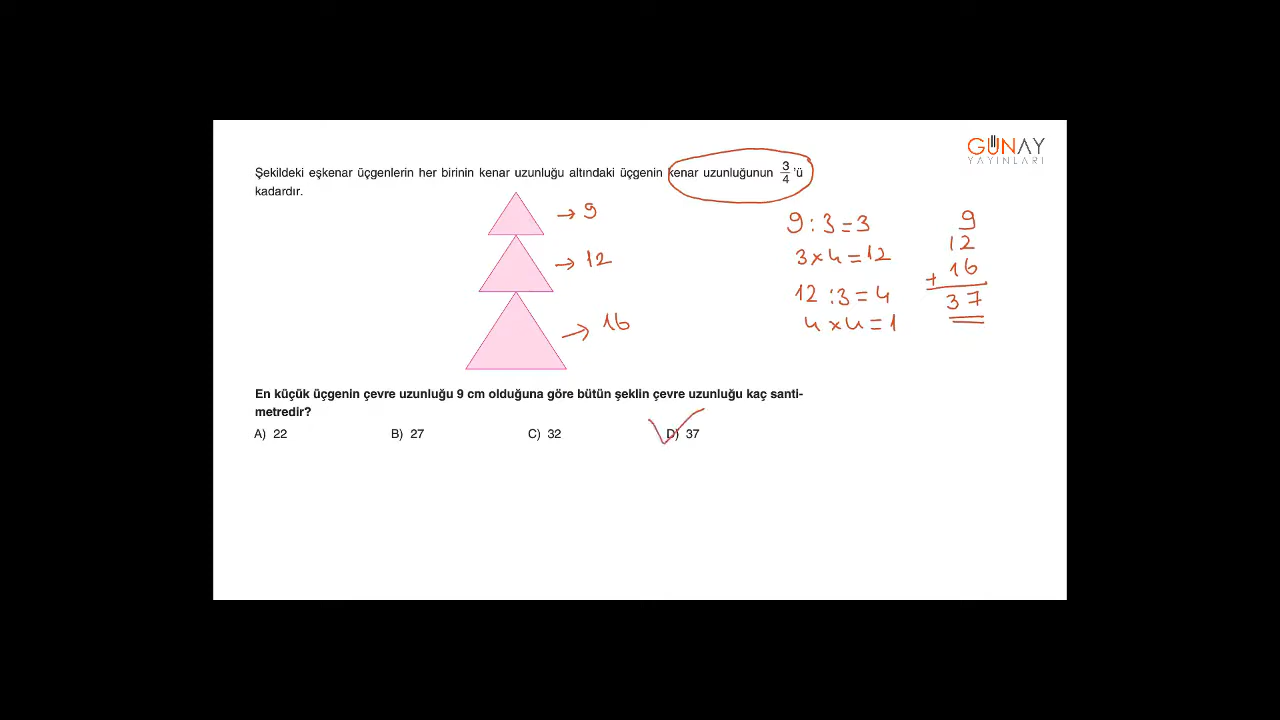 GÜNAY
YAYINLARI
Şekildeki eşkenar üçgenlerin her birinin kenar uzunluğu altındaki üçgenin kenar uzunluğunun 3/4 'ü
kadardır.
→ 9
→ 12
→ 16
9 : 3 = 3
3 x 4 = 12
12 : 3 = 4
4 x 4 = 1
9
12
+ 16
37
En küçük üçgenin çevre uzunluğu 9 cm olduğuna göre bütün şeklin çevre uzunluğu kaç santi-
metredir?
A) 22 B) 27 C) 32 D) 37